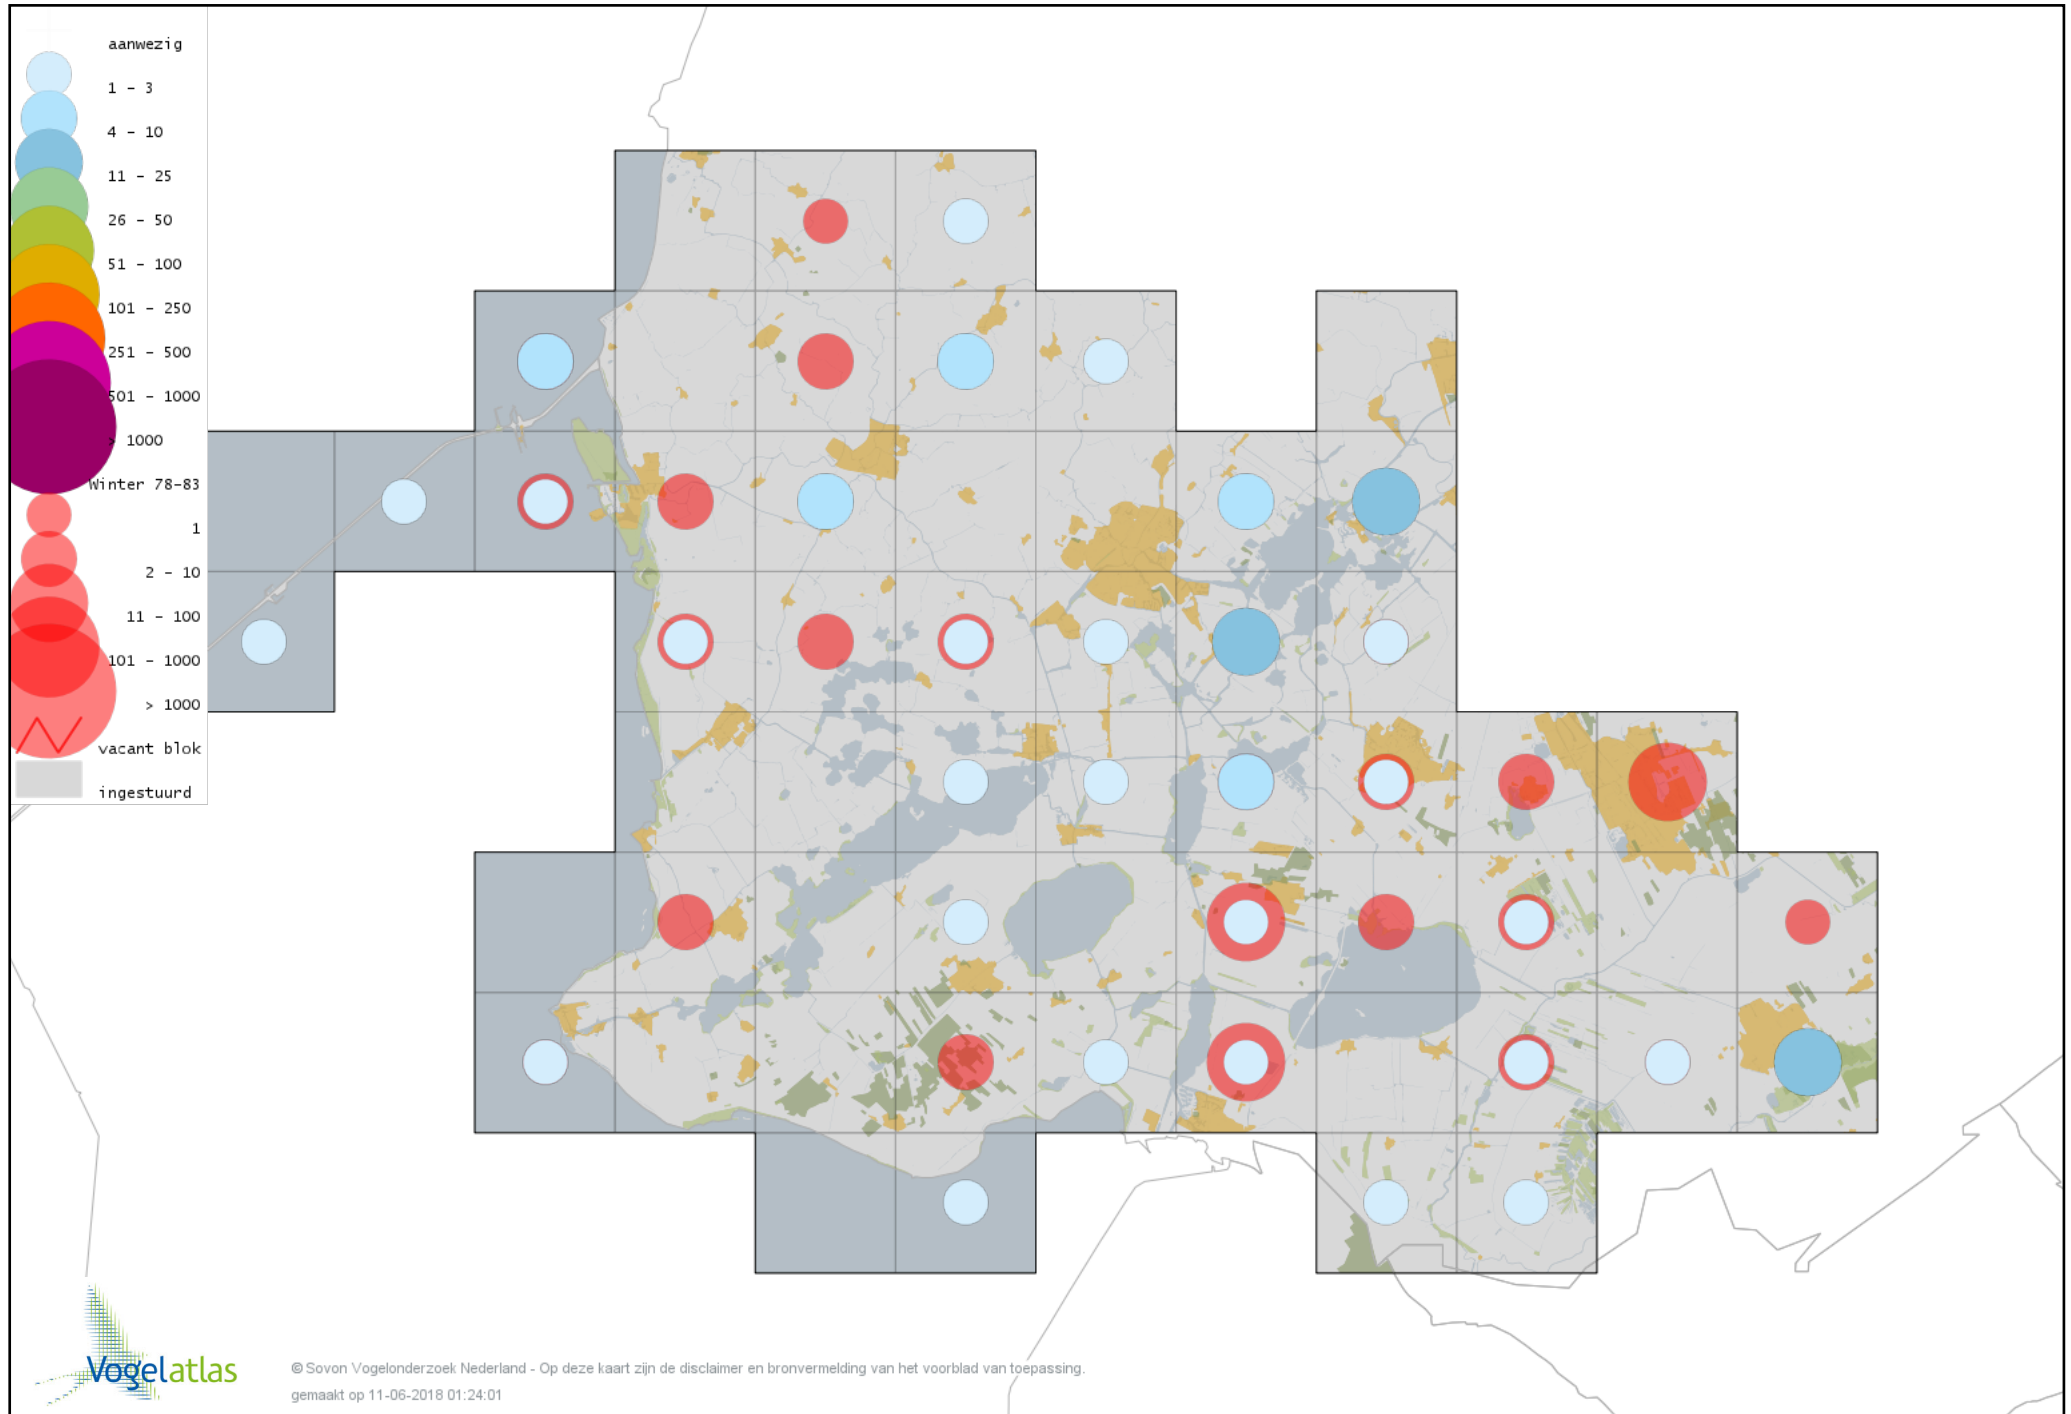 aanwezig
1 - 3
4 - 10
11 - 25
26 - 50
51 - 100
101 - 250
251 - 500
501 - 1000
> 1000
Winter 78-83
1
2 - 10
11 - 100
101 - 1000
> 1000
vacant blok
ingestuurd
Vogelatlas
© Sovon Vogelonderzoek Nederland - Op deze kaart zijn de disclaimer en bronvermelding van het voorblad van toepassing.
gemaakt op 11-06-2018 01:24:01